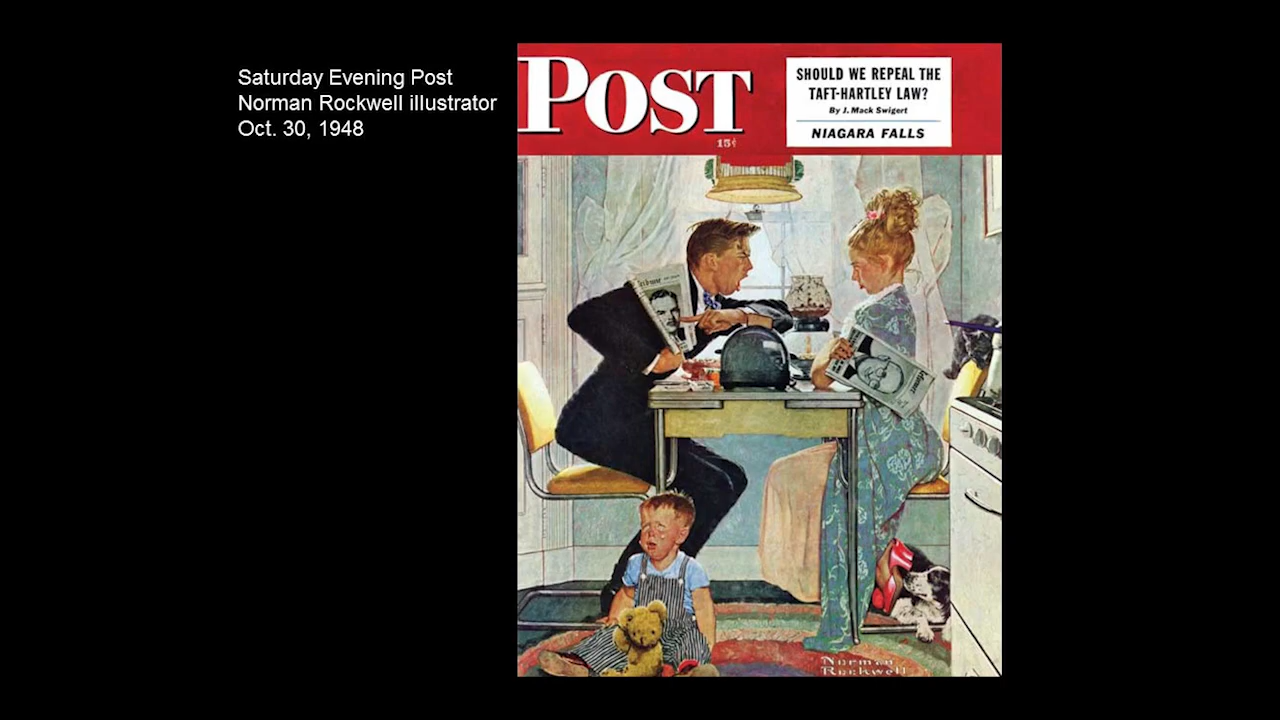 Saturday Evening Post
Norman Rockwell illustrator
Oct. 30, 1948
POST
15¢
SHOULD WE REPEAL THE
TAFT-HARTLEY LAW?
By J. Mack Swigert
NIAGARA FALLS
Norman
Rockwell